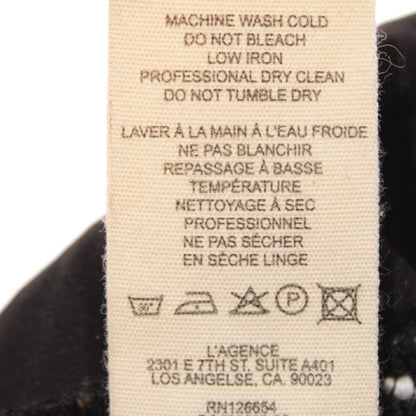 MACHINE WASH COLD
DO NOT BLEACH
LOW IRON
PROFESSIONAL DRY CLEAN
DO NOT TUMBLE DRY
LAVER À LA MAIN À L'EAU FROIDE
NE PAS BLANCHIR
REPASSAGE À BASSE
TEMPÉRATURE
NETTOYAGE À SEC
PROFESSIONNEL
NE PAS SÉCHER
EN SÈCHE LINGE
30° P
L'AGENCE
2301 E 7TH ST, SUITE A401
LOS ANGELSE, CA. 90023
RN126654